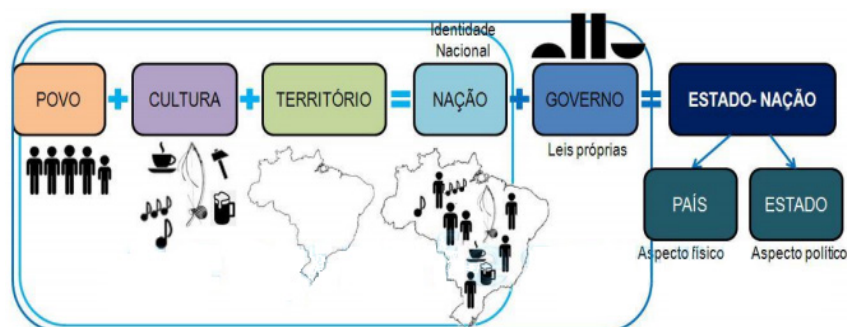 Identidade
Nacional
POVO + CULTURA + TERRITÓRIO = NAÇÃO + GOVERNO = ESTADO- NAÇÃO
Leis próprias
PAÍS
ESTADO
Aspecto físico
Aspecto político